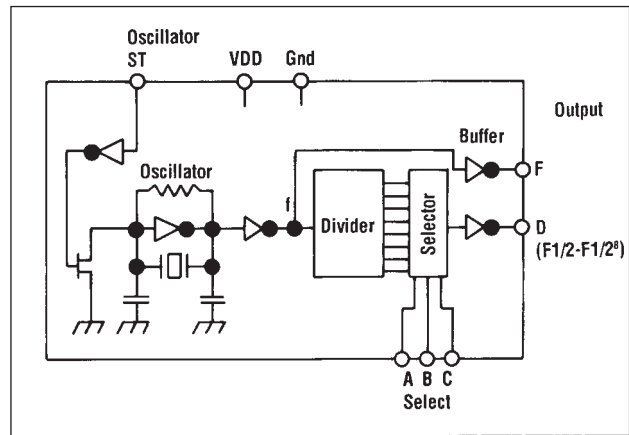 Oscillator
ST
VDD
Gnd
Output
Buffer
Oscillator
F
f
Divider
Selector
D
(F1/2-F1/2⁸)
A B C
Select